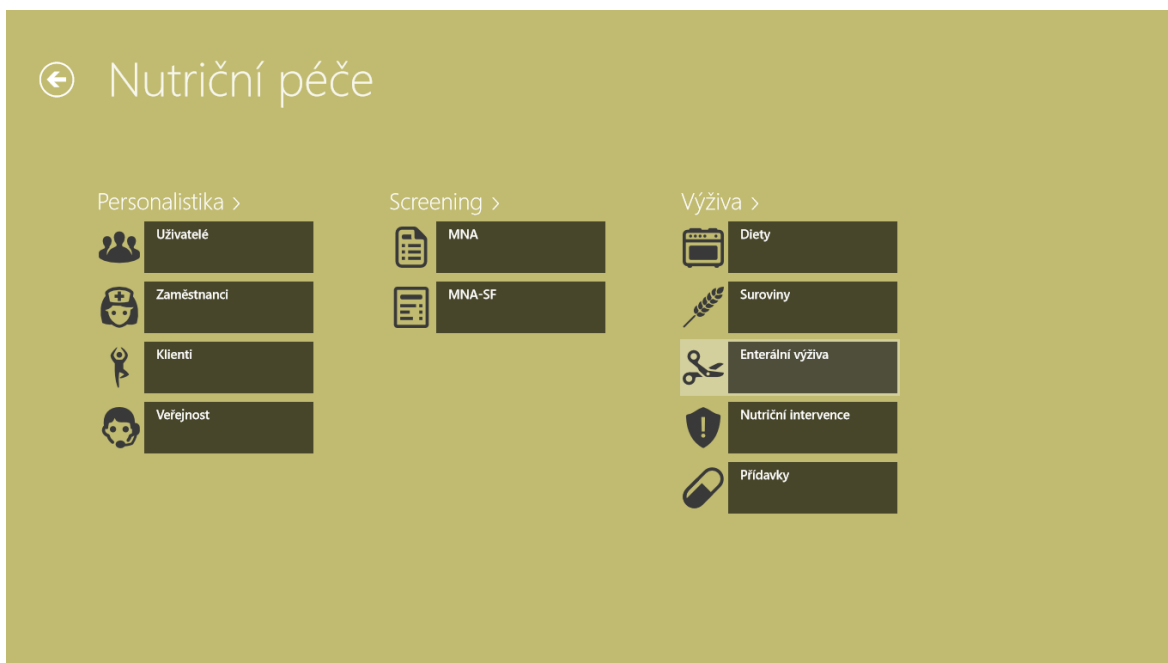 Nutriční péče
Personalistika >
Uživatelé
Zaměstnanci
Klienti
Veřejnost
Screening >
MNA
MNA-SF
Výživa >
Diety
Suroviny
Enterální výživa
Nutriční intervence
Přídavky